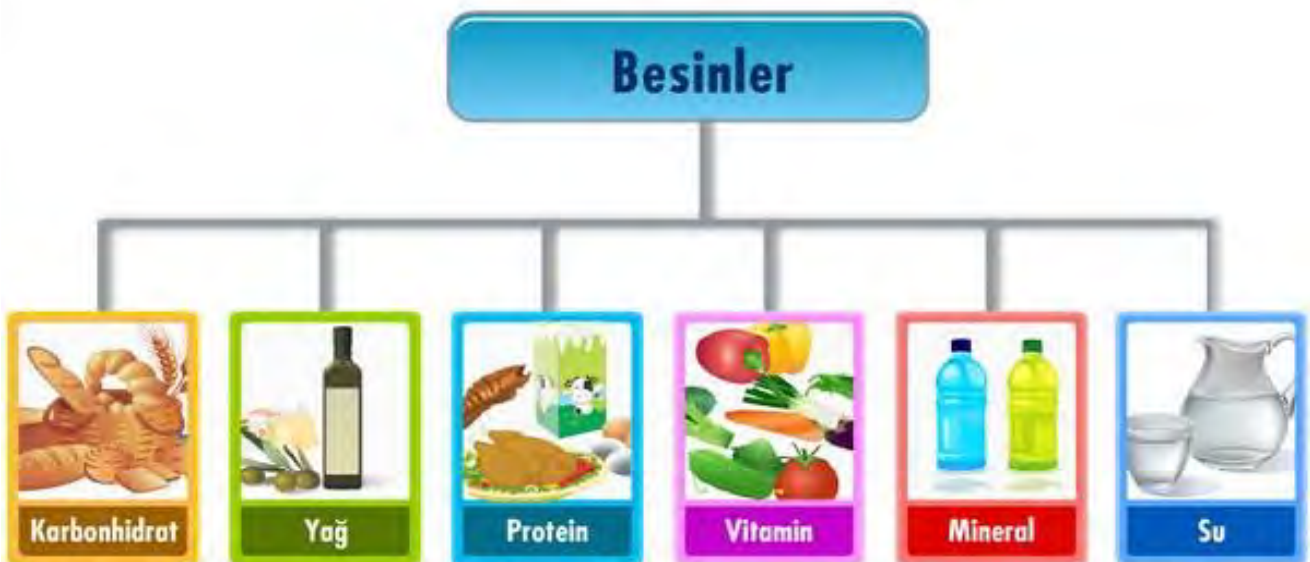 Besinler
Karbonhidrat
Yağ
Protein
Vitamin
Mineral
Su